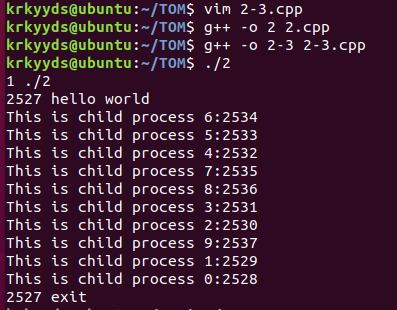 krkyyds@ubuntu:~/TOM$ vim 2-3.cpp
krkyyds@ubuntu:~/TOM$ g++ -o 2 2.cpp
krkyyds@ubuntu:~/TOM$ g++ -o 2-3 2-3.cpp
krkyyds@ubuntu:~/TOM$ ./2
1 ./2
2527 hello world
This is child process 6:2534
This is child process 5:2533
This is child process 4:2532
This is child process 7:2535
This is child process 8:2536
This is child process 3:2531
This is child process 2:2530
This is child process 9:2537
This is child process 1:2529
This is child process 0:2528
2527 exit